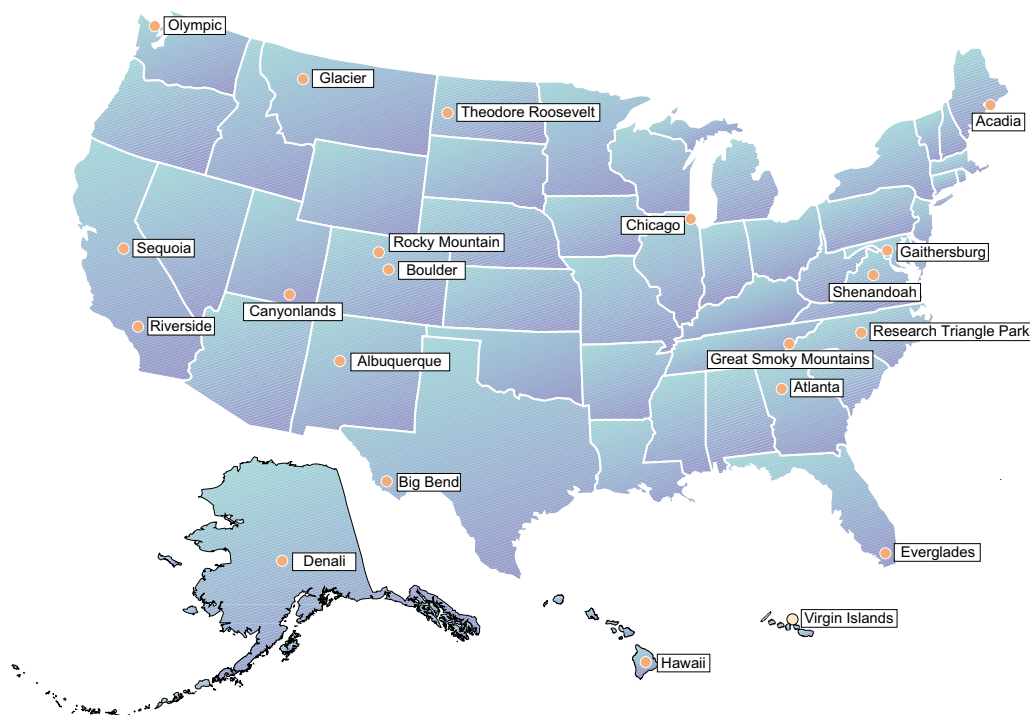 Olympic
Glacier
Theodore Roosevelt
Acadia
Chicago
Sequoia
Rocky Mountain
Gaithersburg
Boulder
Shenandoah
Canyonlands
Riverside
Research Triangle Park
Great Smoky Mountains
Albuquerque
Atlanta
Big Bend
Everglades
Denali
Virgin Islands
Hawaii